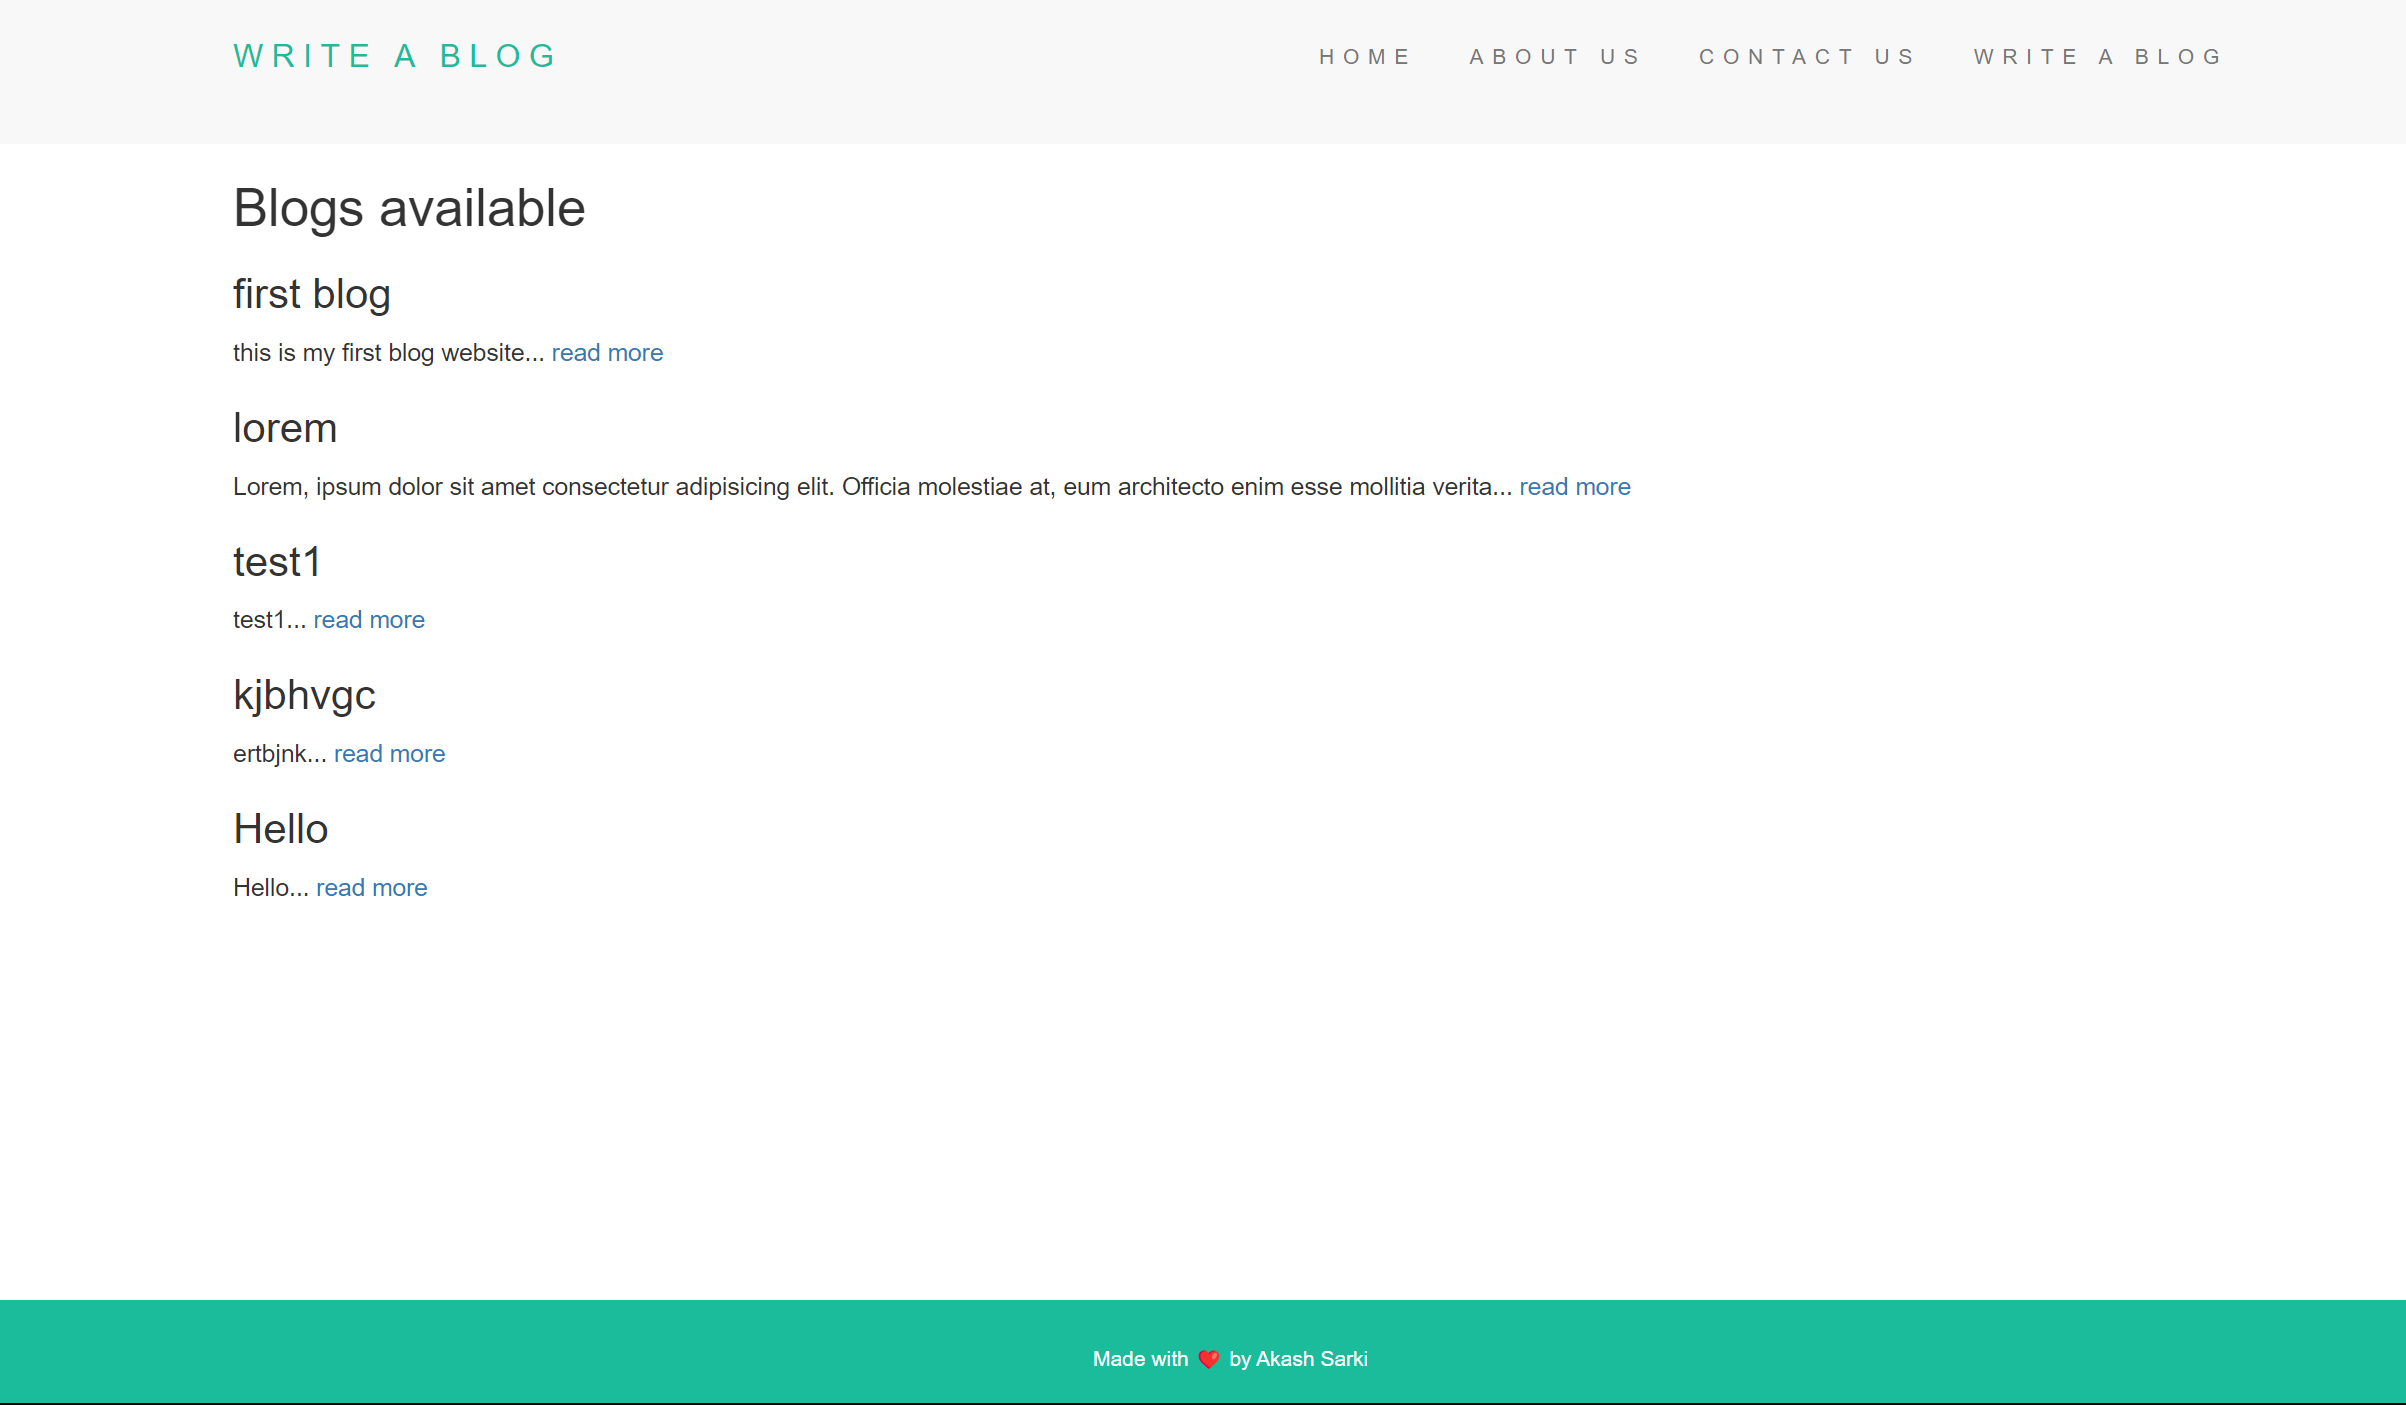 WRITE A BLOG
HOME ABOUT US CONTACT US WRITE A BLOG
Blogs available
first blog
this is my first blog website... read more
lorem
Lorem, ipsum dolor sit amet consectetur adipisicing elit. Officia molestiae at, eum architecto enim esse mollitia verita... read more
test1
test1... read more
kjbhvgc
ertbjnk... read more
Hello
Hello... read more
Made with ❤️ by Akash Sarki